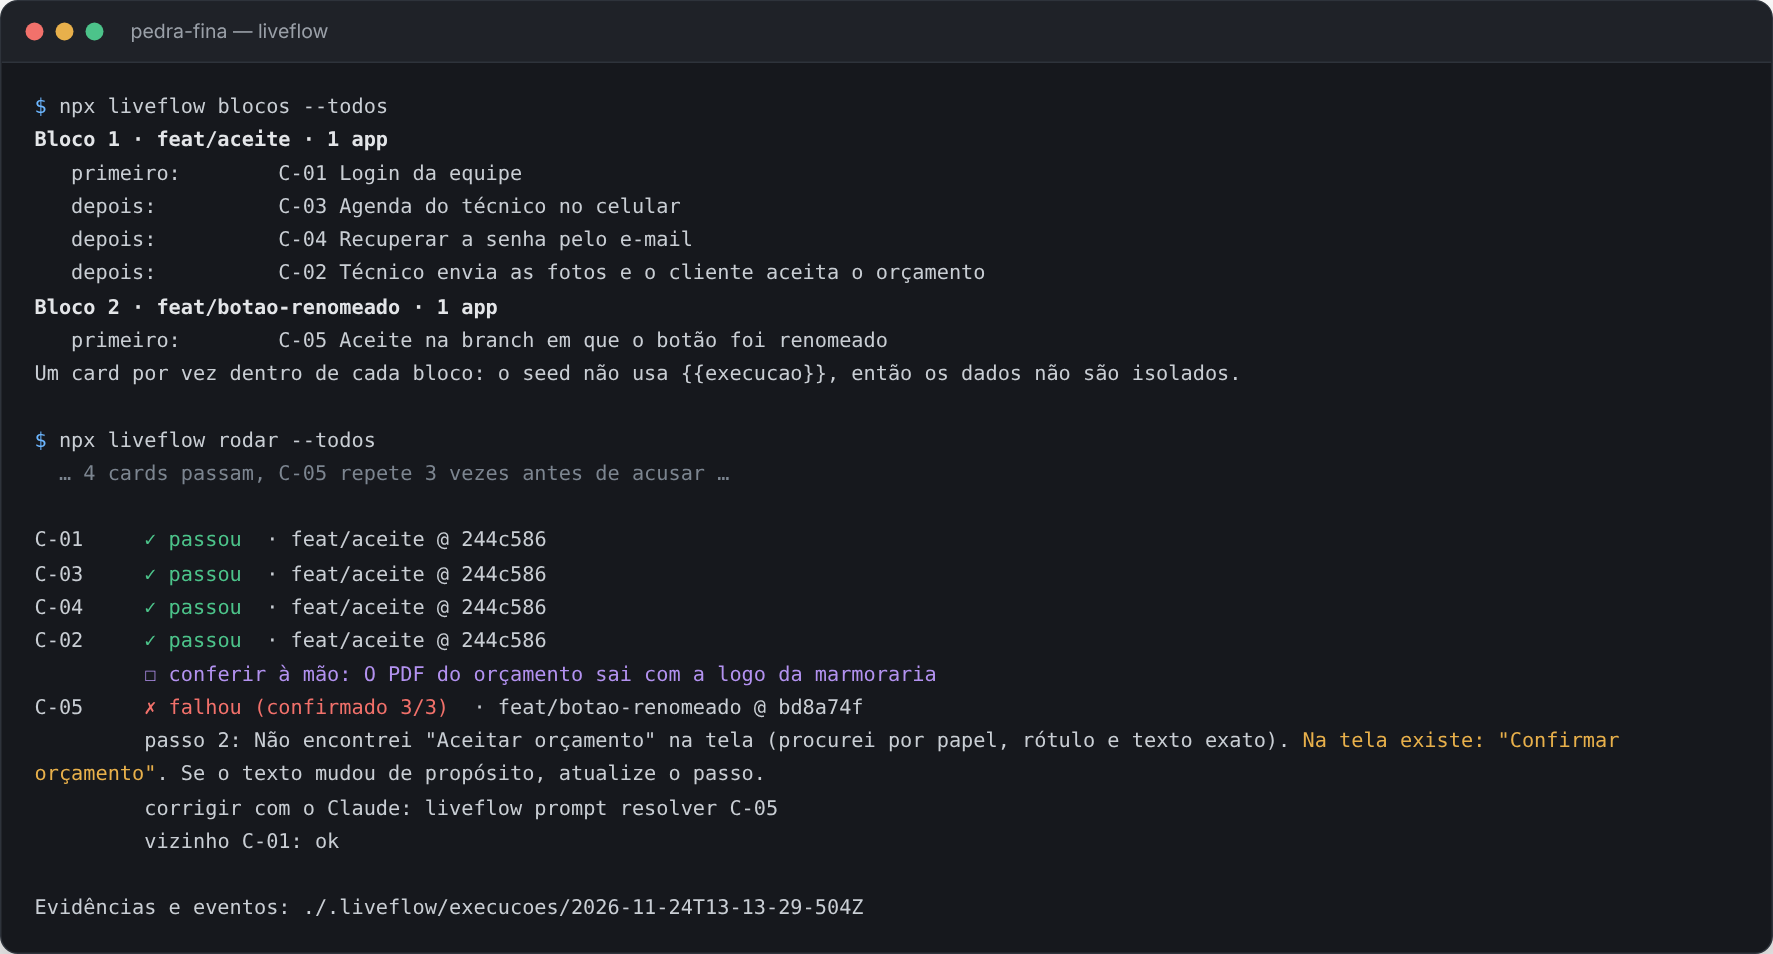 pedra-fina — liveflow
$ npx liveflow blocos --todos
Bloco 1 · feat/aceite · 1 app
primeiro: C-01 Login da equipe
depois: C-03 Agenda do técnico no celular
depois: C-04 Recuperar a senha pelo e-mail
depois: C-02 Técnico envia as fotos e o cliente aceita o orçamento
Bloco 2 · feat/botao-renomeado · 1 app
primeiro: C-05 Aceite na branch em que o botão foi renomeado
Um card por vez dentro de cada bloco: o seed não usa {{execucao}}, então os dados não são isolados.
$ npx liveflow rodar --todos
… 4 cards passam, C-05 repete 3 vezes antes de acusar …
C-01 ✓ passou · feat/aceite @ 244c586
C-03 ✓ passou · feat/aceite @ 244c586
C-04 ✓ passou · feat/aceite @ 244c586
C-02 ✓ passou · feat/aceite @ 244c586
☐ conferir à mão: O PDF do orçamento sai com a logo da marmoraria
C-05 ✗ falhou (confirmado 3/3) · feat/botao-renomeado @ bd8a74f
passo 2: Não encontrei "Aceitar orçamento" na tela (procurei por papel, rótulo e texto exato). Na tela existe: "Confirmar
orçamento". Se o texto mudou de propósito, atualize o passo.
corrigir com o Claude: liveflow prompt resolver C-05
vizinho C-01: ok
Evidências e eventos: ./.liveflow/execucoes/2026-11-24T13-13-29-504Z